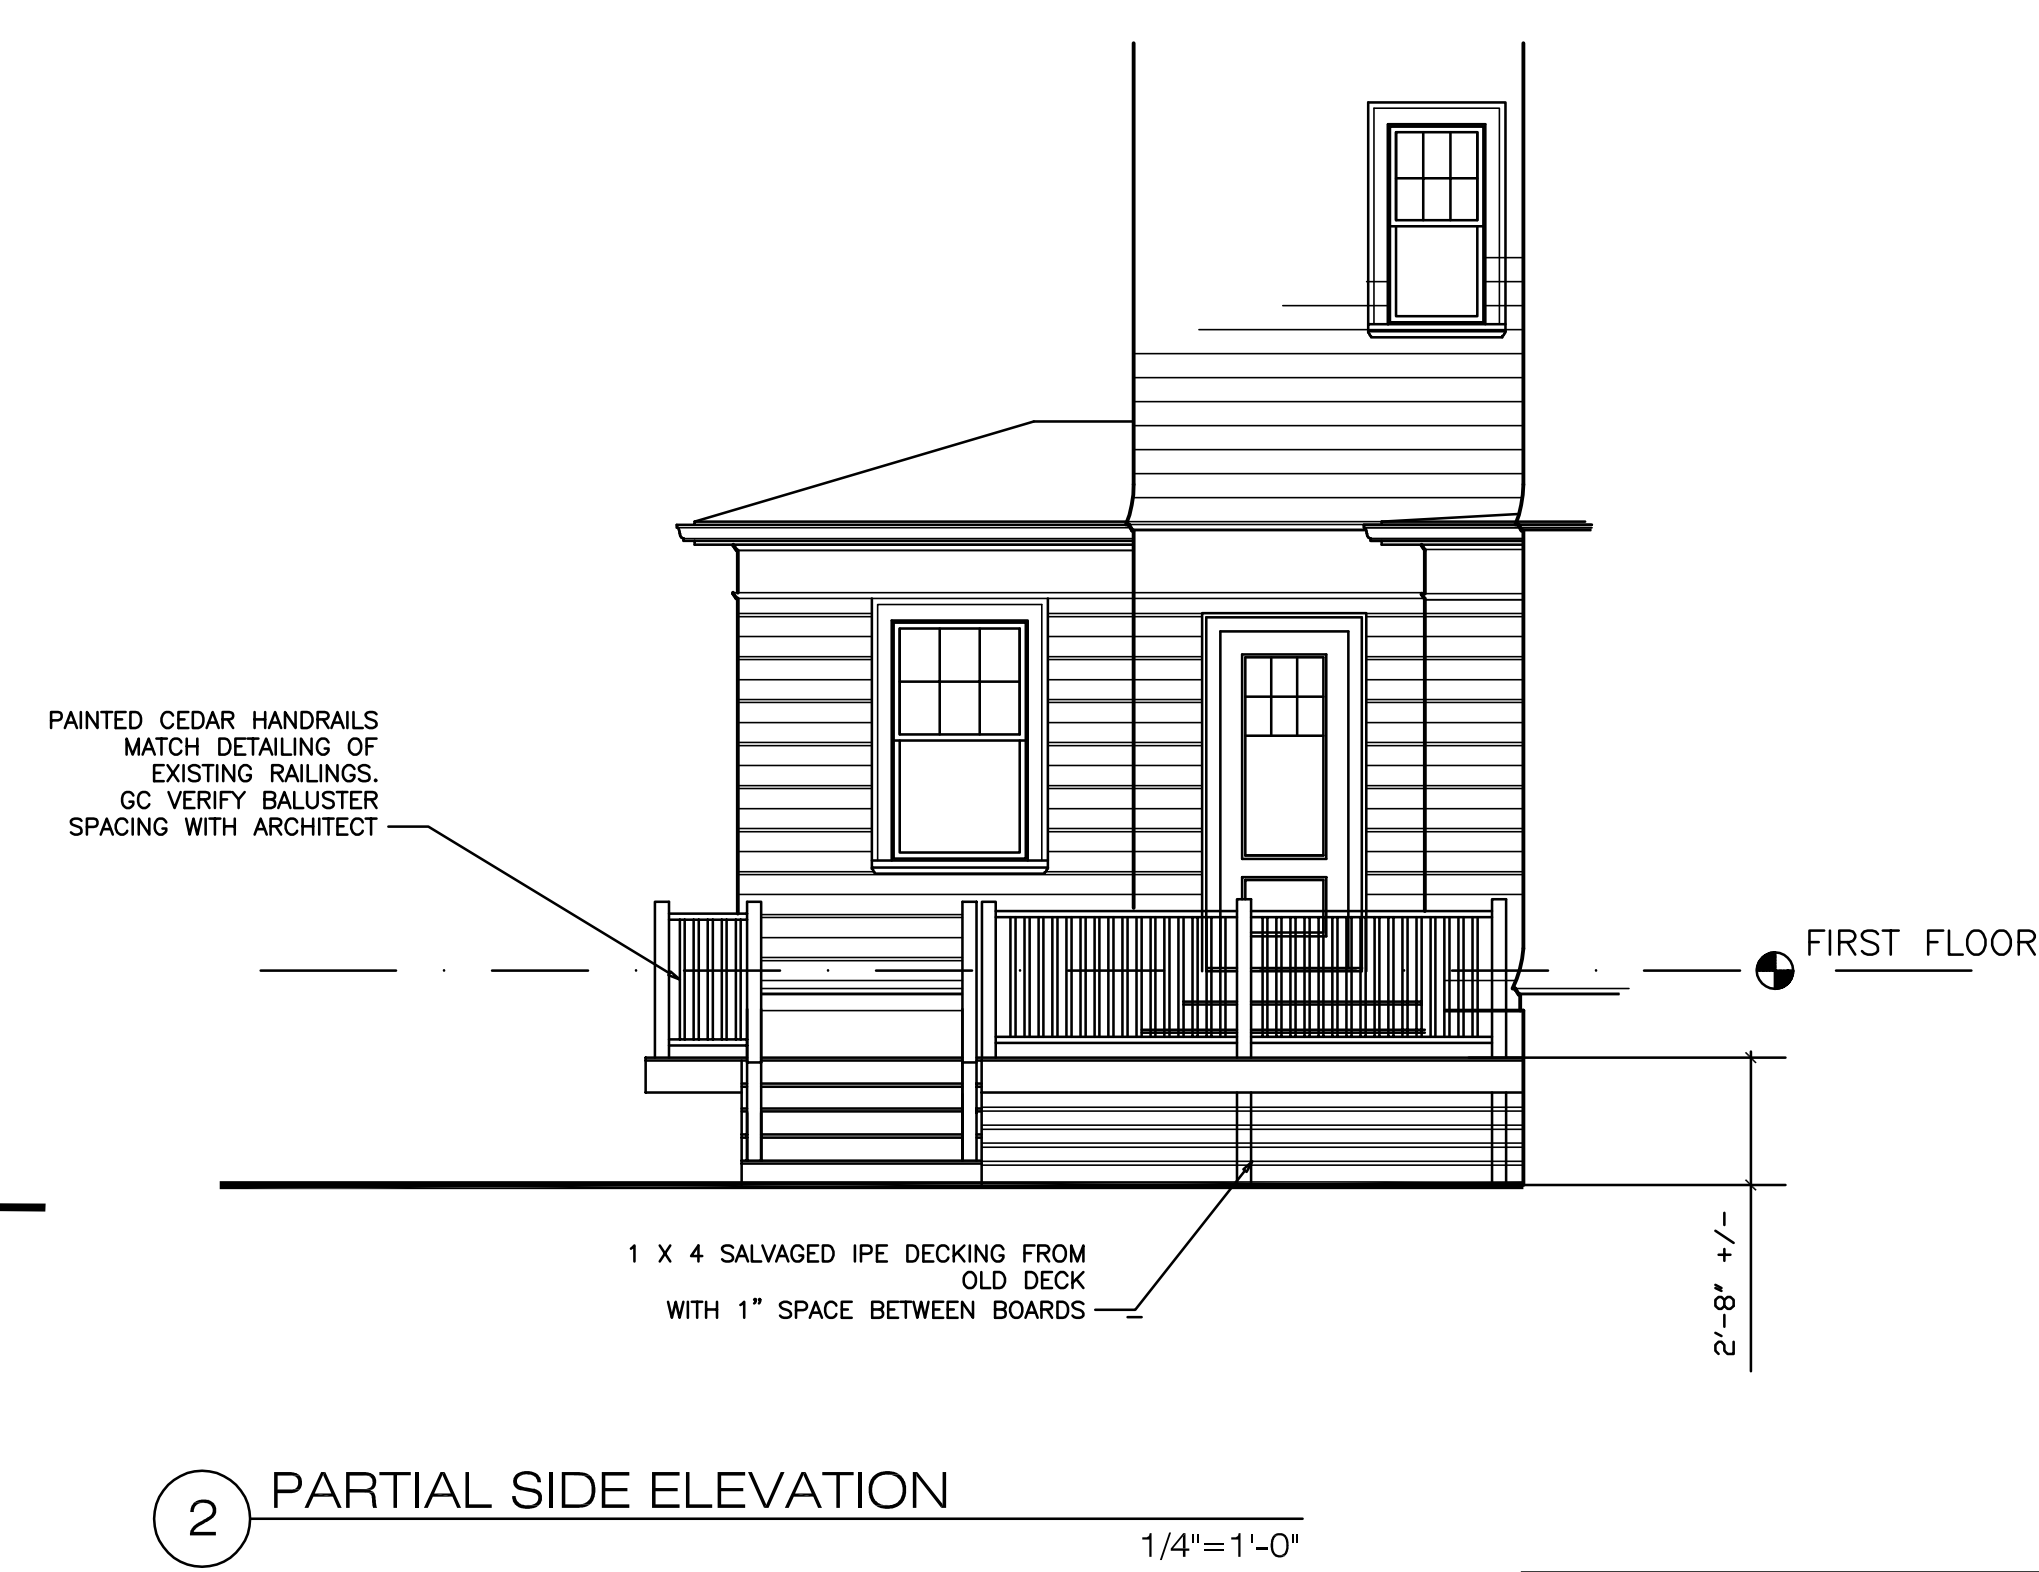 PAINTED CEDAR HANDRAILS
MATCH DETAILING OF
EXISTING RAILINGS.
GC VERIFY BALUSTER
SPACING WITH ARCHITECT
FIRST FLOOR
1 X 4 SALVAGED IPE DECKING FROM
OLD DECK
WITH 1" SPACE BETWEEN BOARDS
2'-8" +/-
2 PARTIAL SIDE ELEVATION
1/4"=1'-0"